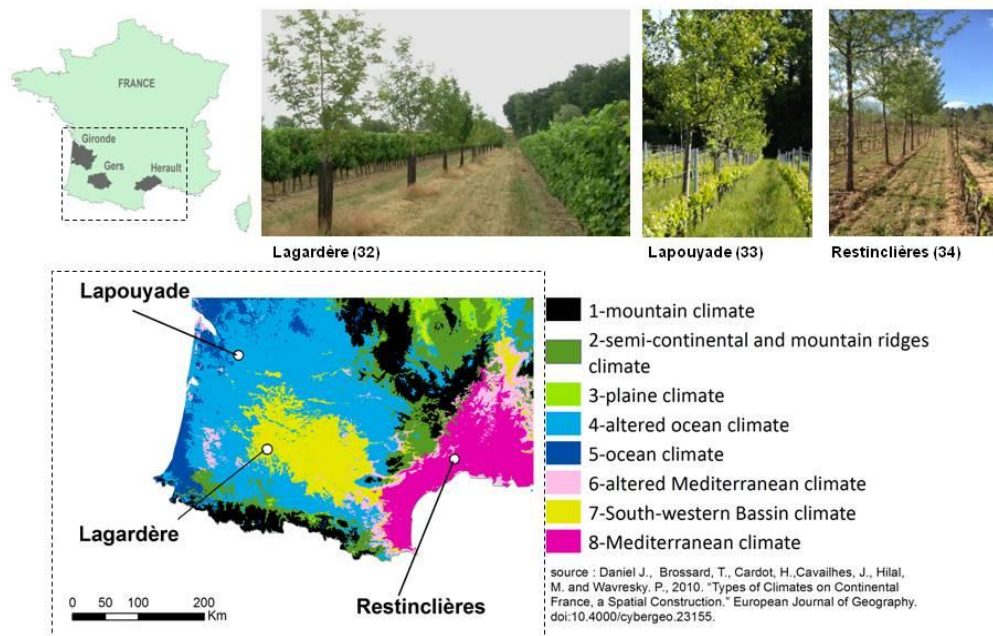 FRANCE
Gironde
Gers
Herault
Lagardère (32)
Lapouyade (33)
Restinclières (34)
Lapouyade
Lagardère
Restinclières
0 50 100 200
Km
1-mountain climate
2-semi-continental and mountain ridges
climate
3-plaine climate
4-altered ocean climate
5-ocean climate
6-altered Mediterranean climate
7-South-western Bassin climate
8-Mediterranean climate
source : Daniel J., Brossard, T., Cardot, H.,Cavailhes, J., Hilal,
M. and Wavresky. P., 2010. “Types of Climates on Continental
France, a Spatial Construction.” European Journal of Geography.
doi:10.4000/cybergeo.23155.